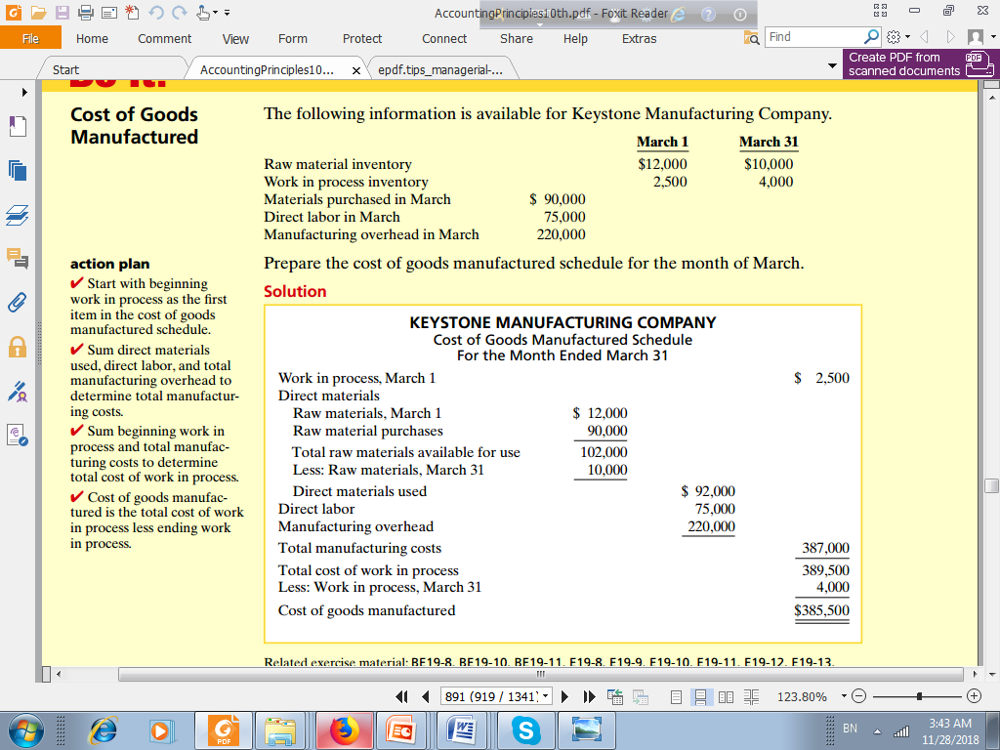 AccountingPrinciples10th.pdf - Foxit Reader
File Home Comment View Form Protect Connect Share Help Extras Find
Start AccountingPrinciples10... x epdf.tips_managerial-...
Create PDF from
scanned documents
PDF
Do it!
Cost of Goods
Manufactured
The following information is available for Keystone Manufacturing Company.
March 1 March 31
Raw material inventory $12,000 $10,000
Work in process inventory 2,500 4,000
Materials purchased in March $ 90,000
Direct labor in March 75,000
Manufacturing overhead in March 220,000
Prepare the cost of goods manufactured schedule for the month of March.
action plan
✔ Start with beginning
work in process as the first
item in the cost of goods
manufactured schedule.
✔ Sum direct materials
used, direct labor, and total
manufacturing overhead to
determine total manufactur-
ing costs.
✔ Sum beginning work in
process and total manufac-
turing costs to determine
total cost of work in process.
✔ Cost of goods manufac-
tured is the total cost of work
in process less ending work
in process.
Solution
KEYSTONE MANUFACTURING COMPANY
Cost of Goods Manufactured Schedule
For the Month Ended March 31
Work in process, March 1 $ 2,500
Direct materials
Raw materials, March 1 $ 12,000
Raw material purchases 90,000
Total raw materials available for use 102,000
Less: Raw materials, March 31 10,000
Direct materials used $ 92,000
Direct labor 75,000
Manufacturing overhead 220,000
Total manufacturing costs 387,000
Total cost of work in process 389,500
Less: Work in process, March 31 4,000
Cost of goods manufactured $385,500
Related exercise material: BE19-8, BE19-10, BE19-11, E19-8, E19-9, E19-10, E19-11, E19-12, E19-13,
891 (919 / 1341) 123.80%
PDF
BN
3:43 AM
11/28/2018